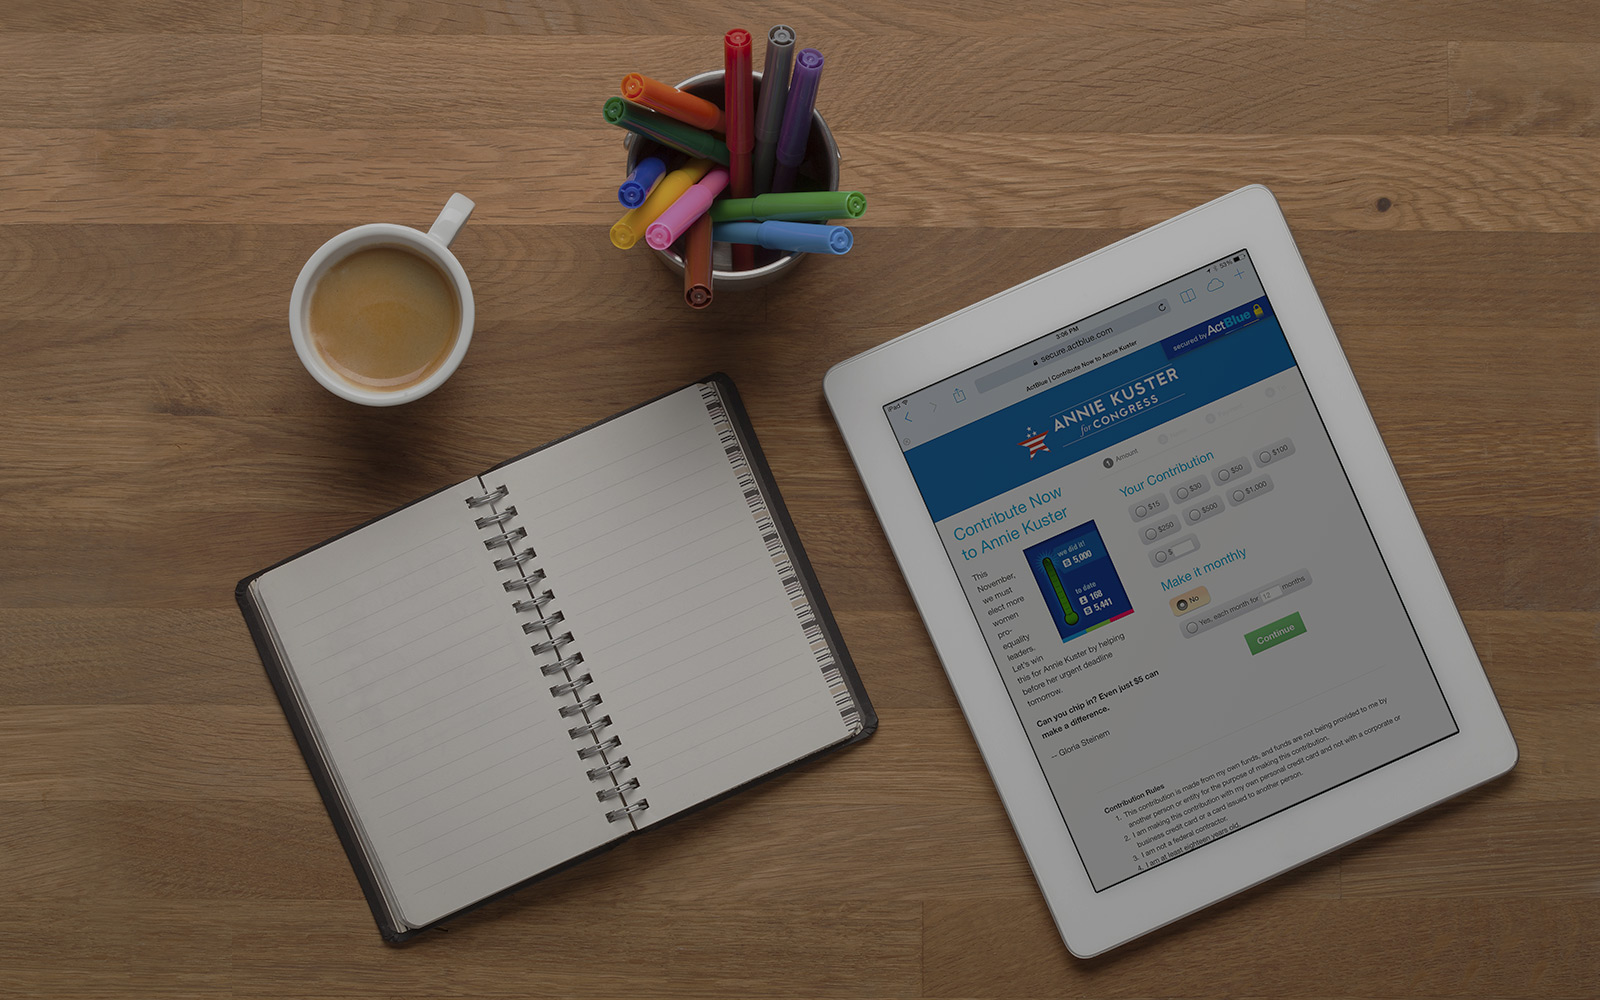 iPad
3:06 PM
53%
secure.actblue.com
ActBlue | Contribute Now to Annie Kuster
secured by ActBlue
ANNIE KUSTER
for CONGRESS
1 Amount
Contribute Now
to Annie Kuster
we did it!
5,000
to date
168
5,441
This
November,
we must
elect more
women
pro-
equality
leaders.
Let's win
this for Annie Kuster by helping
before her urgent deadline
tomorrow.
Can you chip in? Even just $5 can
make a difference.
-- Gloria Steinem
Your Contribution
$15 $30 $50 $100
$250 $500 $1,000
$
Make it monthly
No
Yes, each month for 12 months
Continue
Contribution Rules
1. This contribution is made from my own funds, and funds are not being provided to me by
another person or entity for the purpose of making this contribution.
2. I am making this contribution with my own personal credit card and not with a corporate or
business credit card or a card issued to another person.
3. I am not a federal contractor.
4. I am at least eighteen years old.